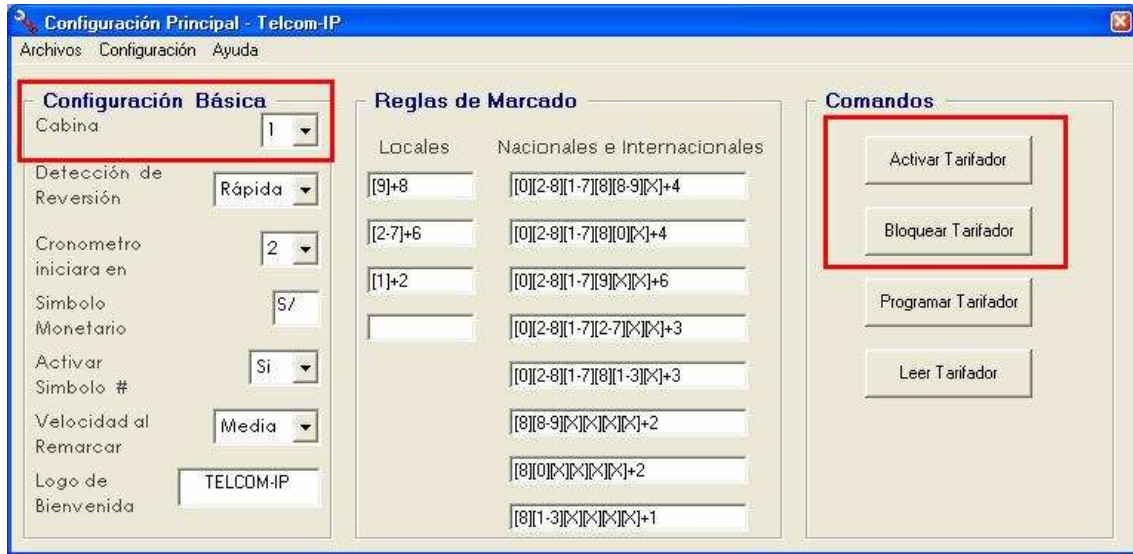 Configuración Principal - Telcom-IP
Archivos Configuración Ayuda
Configuración Básica
Cabina 1
Detección de
Reversión
Rápida
Cronometro
iniciara en
2
Simbolo
Monetario
S/
Activar
Simbolo #
Si
Velocidad al
Remarcar
Media
Logo de
Bienvenida
TELCOM-IP
Reglas de Marcado
Locales Nacionales e Internacionales
[9]+8 [0][2-8][1-7][8][8-9][X]+4
[2-7]+6 [0][2-8][1-7][8][0][X]+4
[1]+2 [0][2-8][1-7][9][X][X]+6
[0][2-8][1-7][2-7][X][X]+3
[0][2-8][1-7][8][1-3][X]+3
[8][8-9][X][X][X][X]+2
[8][0][X][X][X][X]+2
[8][1-3][X][X][X][X]+1
Comandos
Activar Tarifador
Bloquear Tarifador
Programar Tarifador
Leer Tarifador